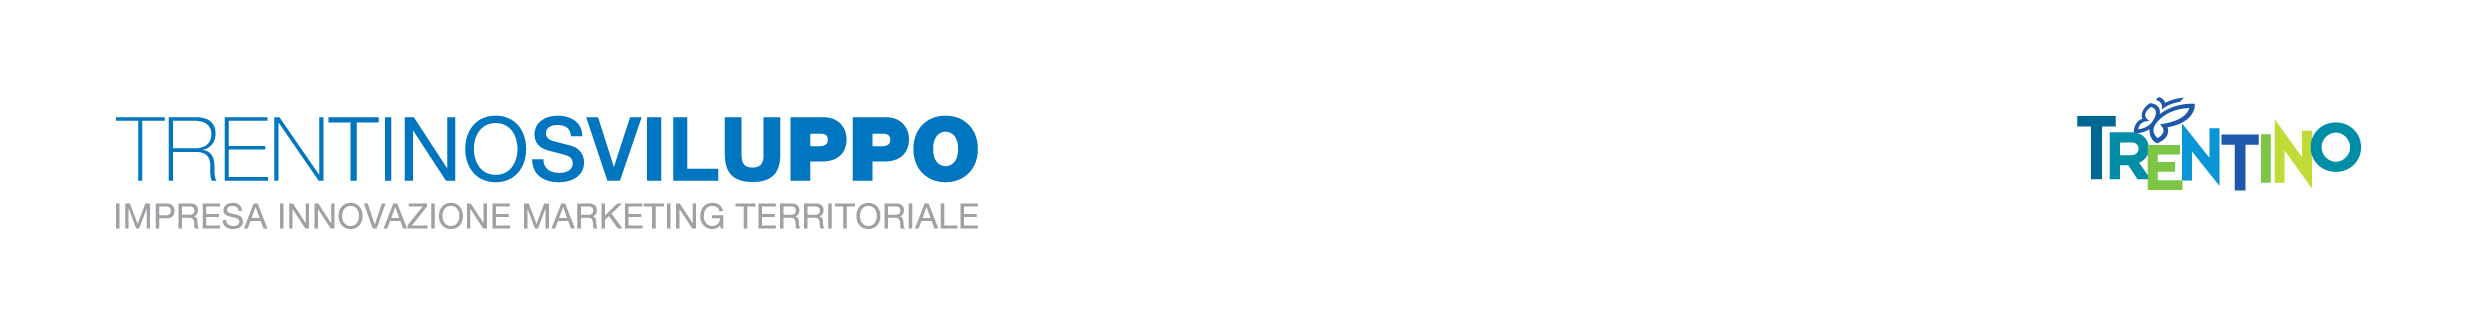 TRENTINOSVILUPPO
IMPRESA INNOVAZIONE MARKETING TERRITORIALE
TRENTINO